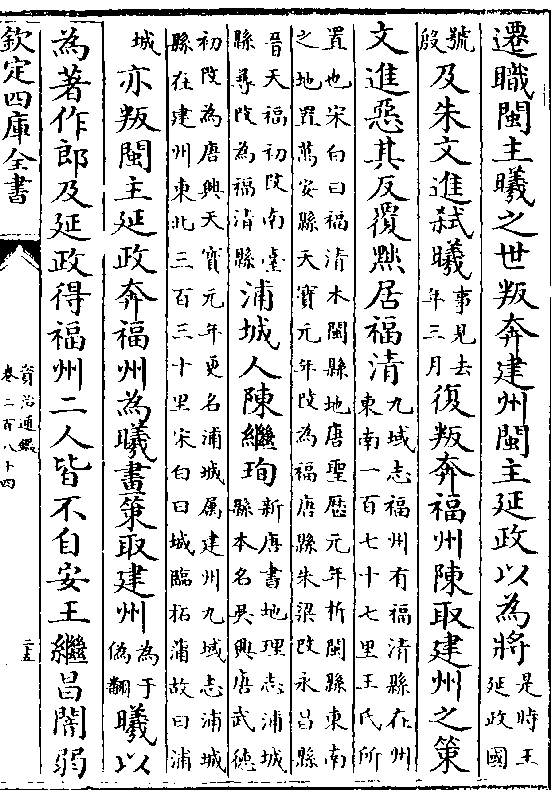 遷職閩主曦之世叛奔建州閩主延政以為將是時王延政國
號殷及朱文進弑曦事見去年三月復叛奔福州陳取建州之策
文進惡其反覆黜居福清九域志福州有福清縣在州東南一百七十七里王氏所
置也宋白曰福清本閩縣地唐聖厯元年析閩縣東南之地置萬安縣天寳元年改為福唐縣朱梁改永昌縣
晉天福初改南臺縣尋改為福清縣浦城人陳繼珣新唐書地理志浦城縣本名吳興唐武徳
初改為唐興天寳元年更名浦城属建州九域志浦城縣在建州東北三百三十里宋白曰城臨柘浦故曰浦
城亦叛閩主延政奔福州為曦畫策取建州為于偽翻曦以
為著作郎及延政得福州二人皆不自安王繼昌闇弱
欽定四庫全書
資治通鑑
卷二百八十四
二五